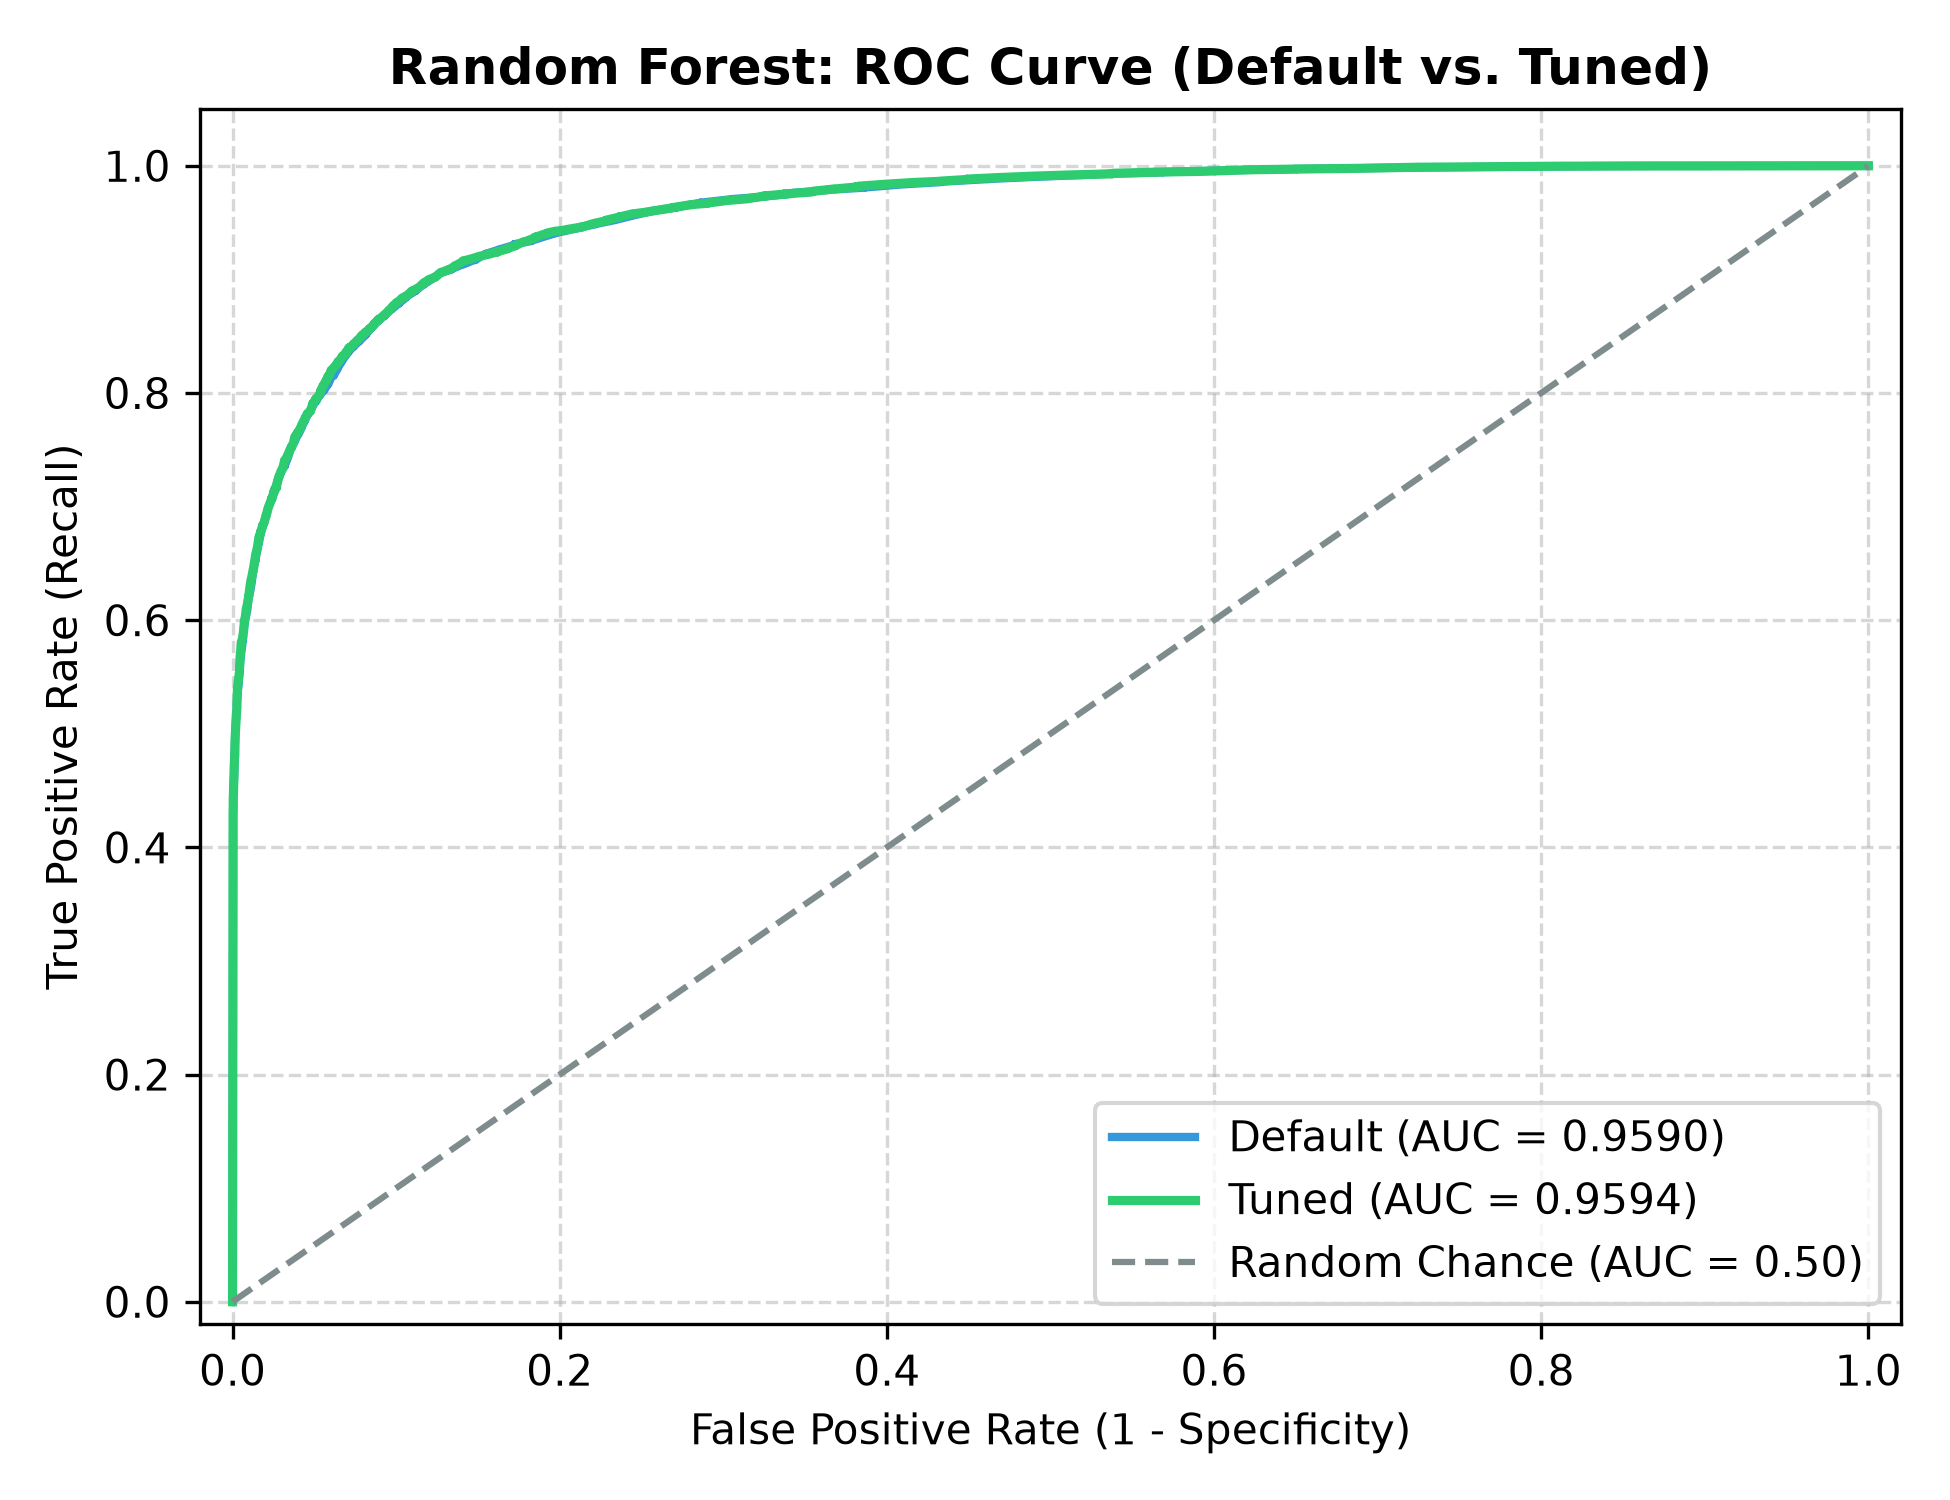 Random Forest: ROC Curve (Default vs. Tuned)
True Positive Rate (Recall)
1.0
0.8
0.6
0.4
0.2
0.0
Default (AUC = 0.9590)
Tuned (AUC = 0.9594)
Random Chance (AUC = 0.50)
0.0 0.2 0.4 0.6 0.8 1.0
False Positive Rate (1 - Specificity)